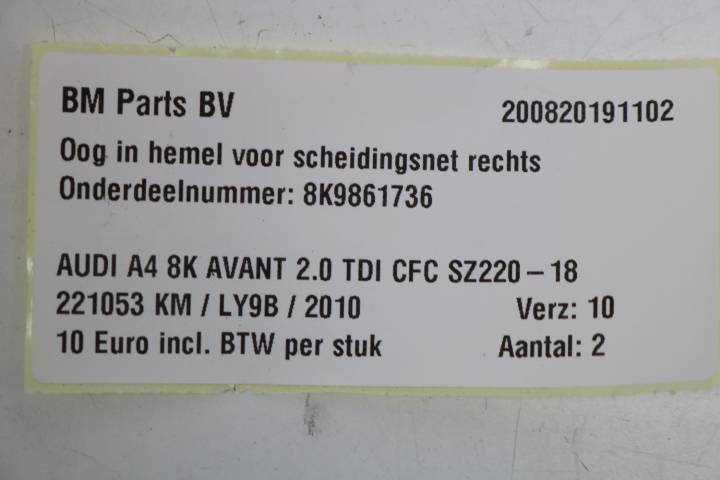 BM Parts BV 200820191102
Oog in hemel voor scheidingsnet rechts
Onderdeelnummer: 8K9861736
AUDI A4 8K AVANT 2.0 TDI CFC SZ220 – 18
221053 KM / LY9B / 2010 Verz: 10
10 Euro incl. BTW per stuk Aantal: 2